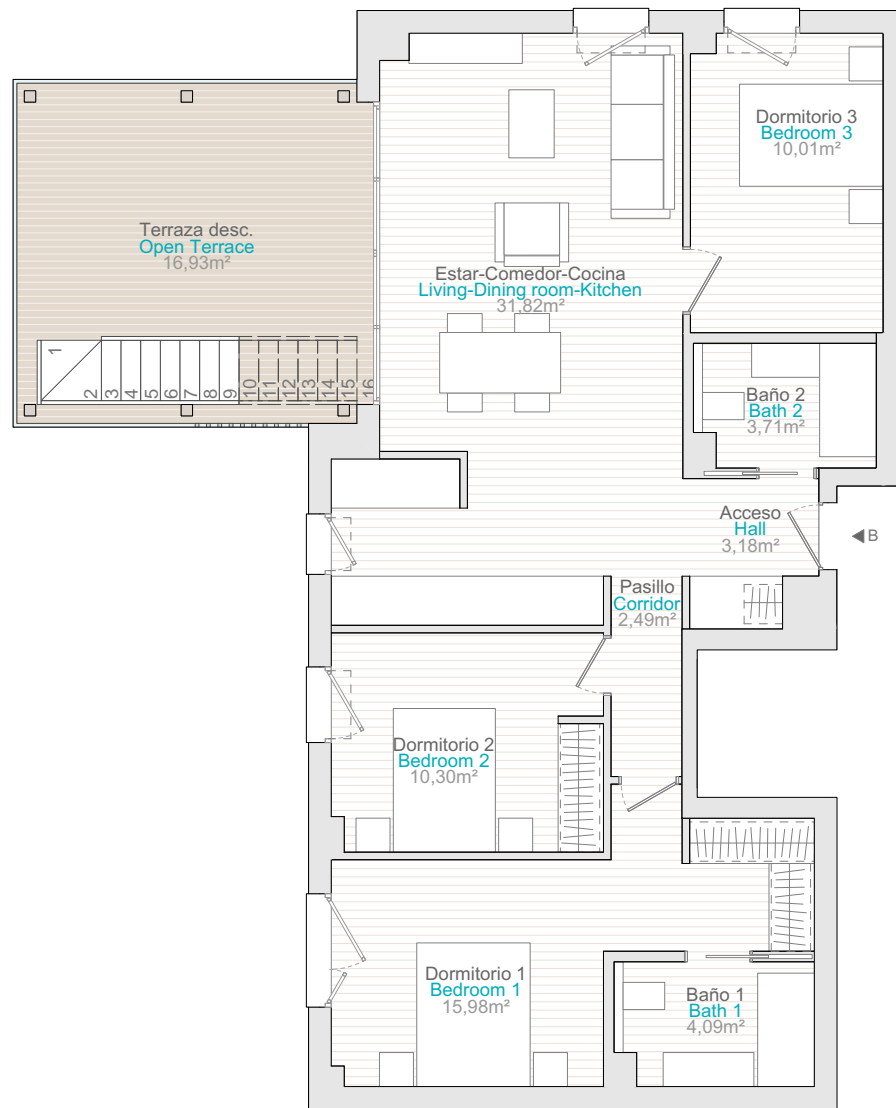 Dormitorio 3
Bedroom 3
10,01m²
Terraza desc.
Open Terrace
16,93m²
Estar-Comedor-Cocina
Living-Dining room-Kitchen
31,82m²
1
2
3
4
5
6
7
8
9
10
11
12
13
14
15
16
Baño 2
Bath 2
3,71m²
Acceso
Hall
3,18m²
B
Pasillo
Corridor
2,49m²
Dormitorio 2
Bedroom 2
10,30m²
Dormitorio 1
Bedroom 1
15,98m²
Baño 1
Bath 1
4,09m²